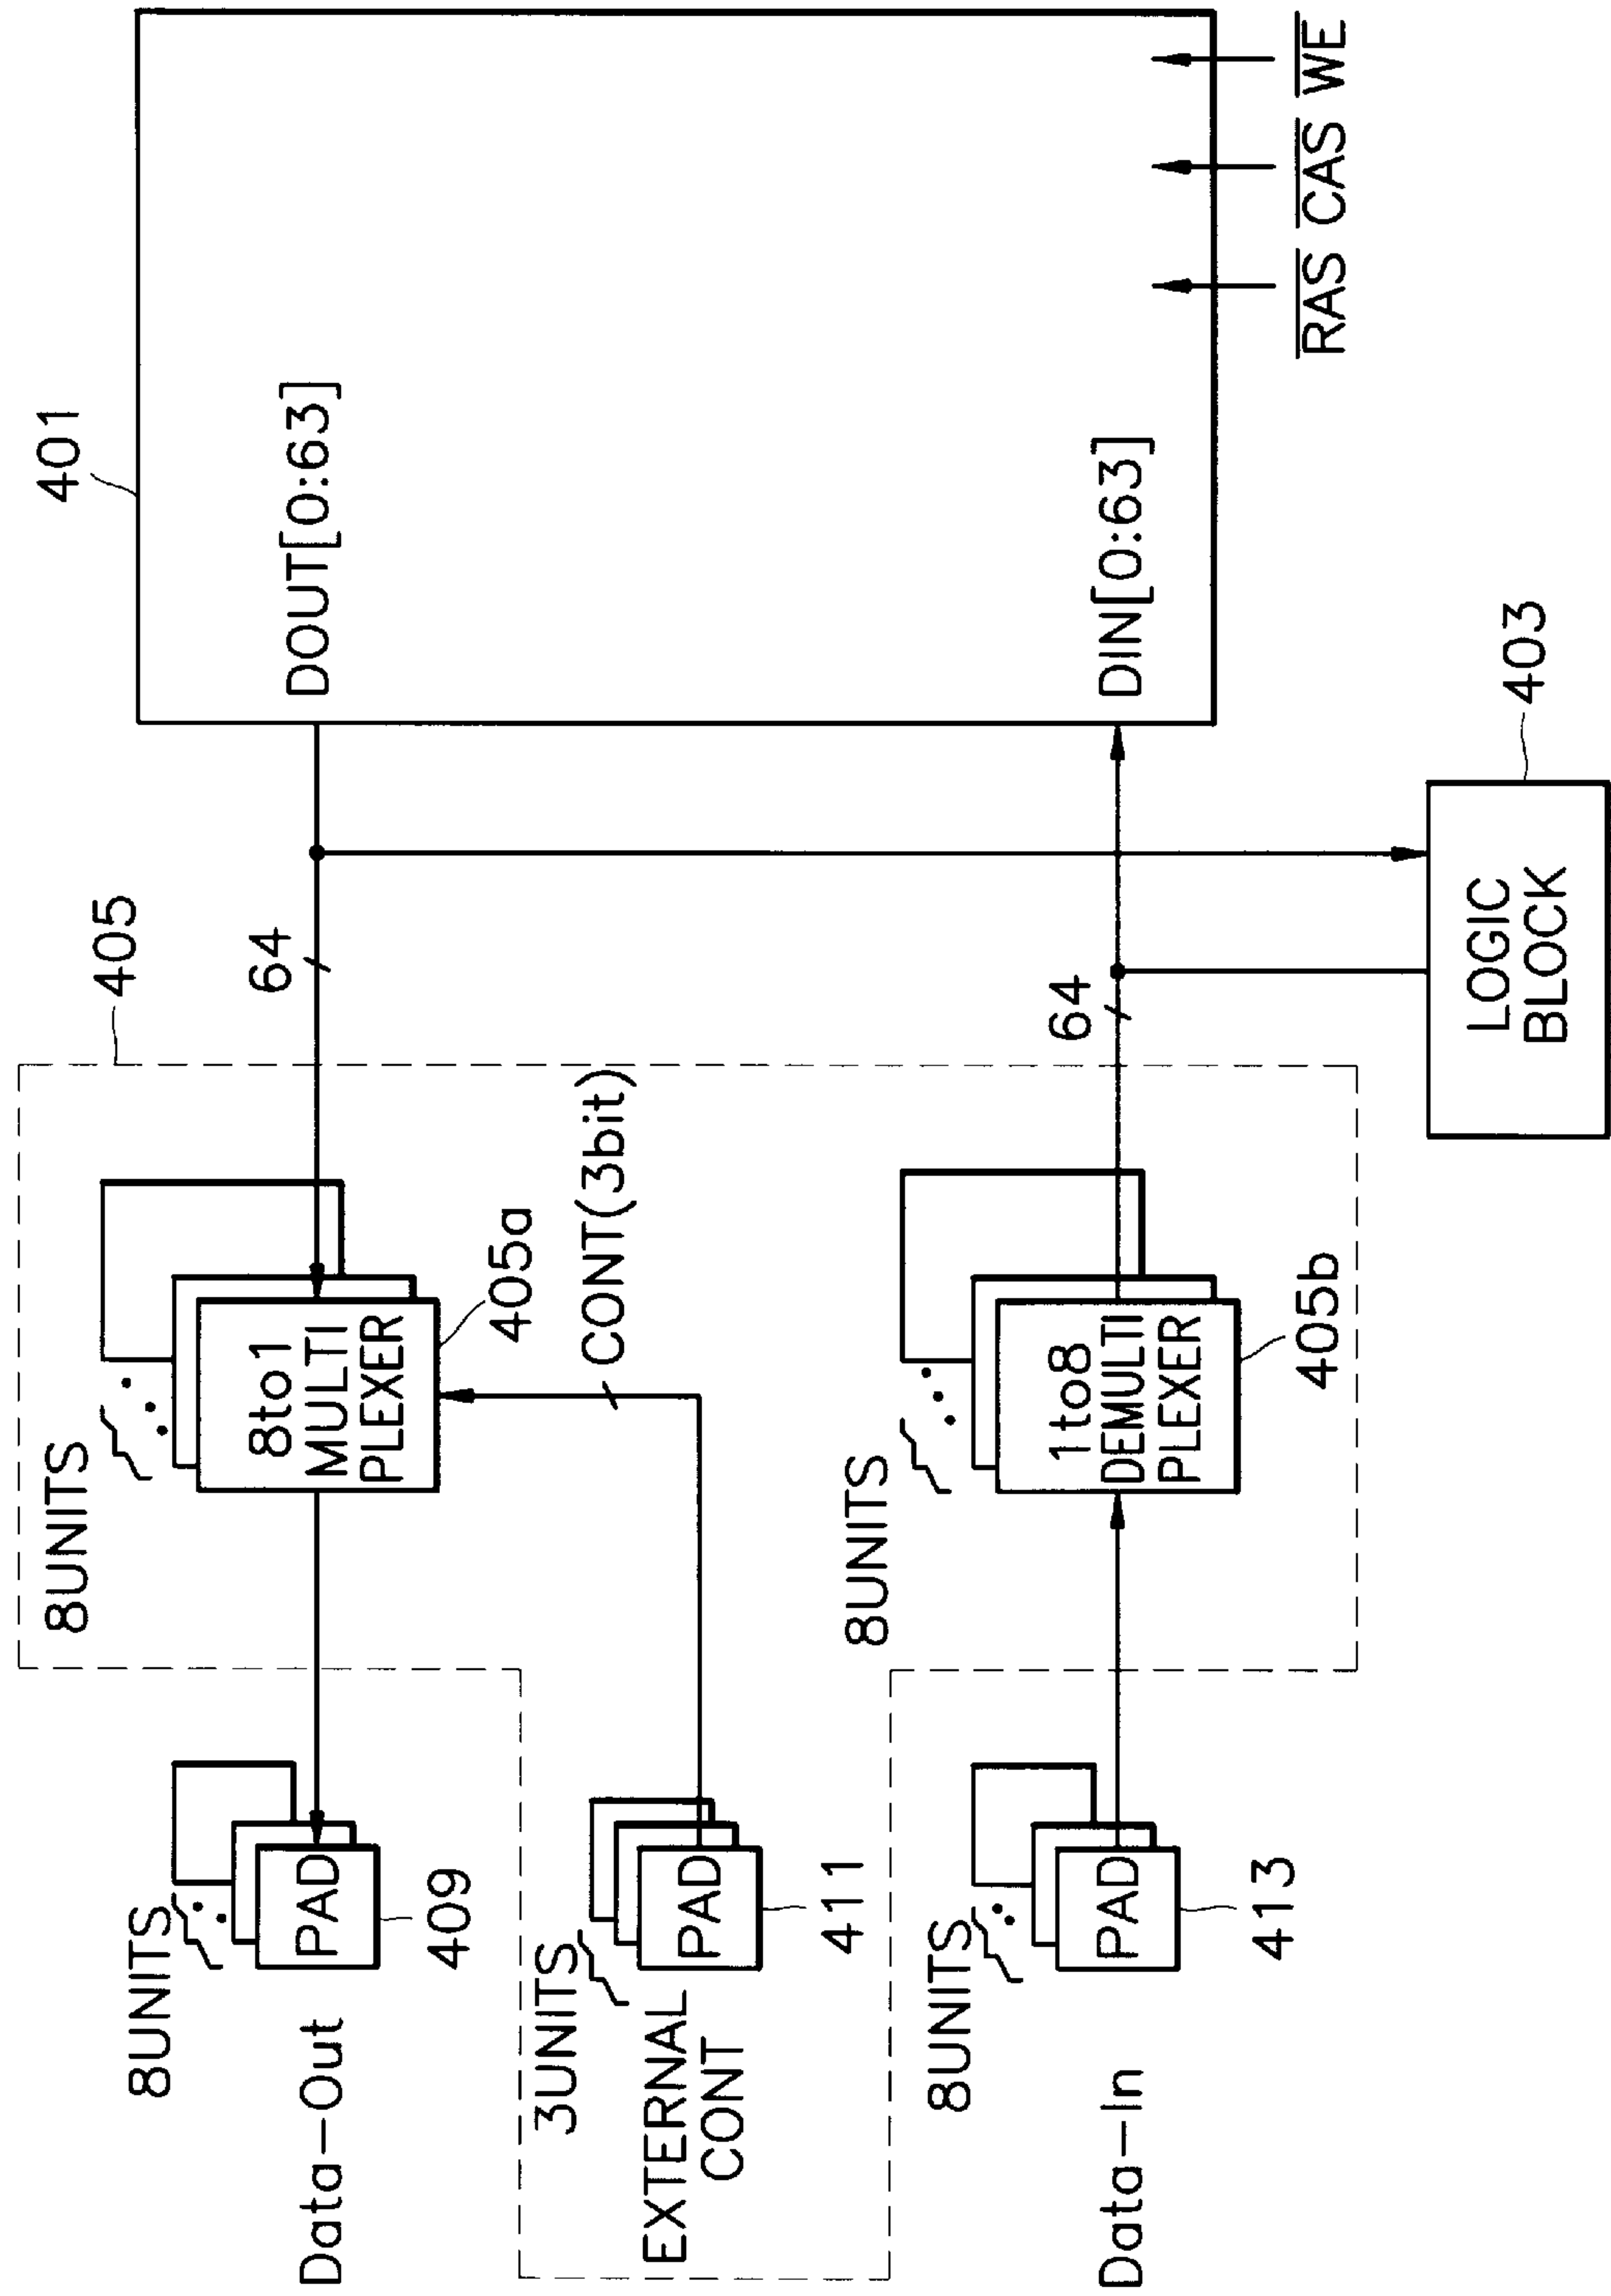 401
DOUT[0:63]
DIN[0:63]
RAS CAS WE
403
LOGIC
BLOCK
405
64
64
8UNITS
8to1
MULTI
PLEXER
405a
CONT(3bit)
8UNITS
1to8
DEMULTI
PLEXER
405b
8UNITS
PAD
409
Data-Out
3UNITS
PAD
411
EXTERNAL
CONT
8UNITS
PAD
413
Data-In